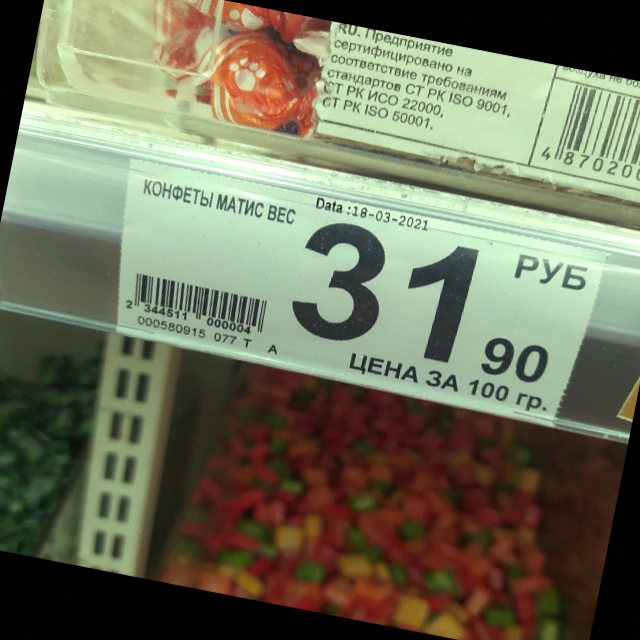 RU. Предприятие
сертифицировано на
соответствие требованиям
стандартов СТ РК ISO 9001,
СТ РК ИСО 22000,
СТ РК ISO 50001.
4 870200
КОНФЕТЫ МАТИС ВЕС
Data :18-03-2021
31 90
РУБ
2 344511 000004
000580915 077 Т А
ЦЕНА ЗА 100 гр.